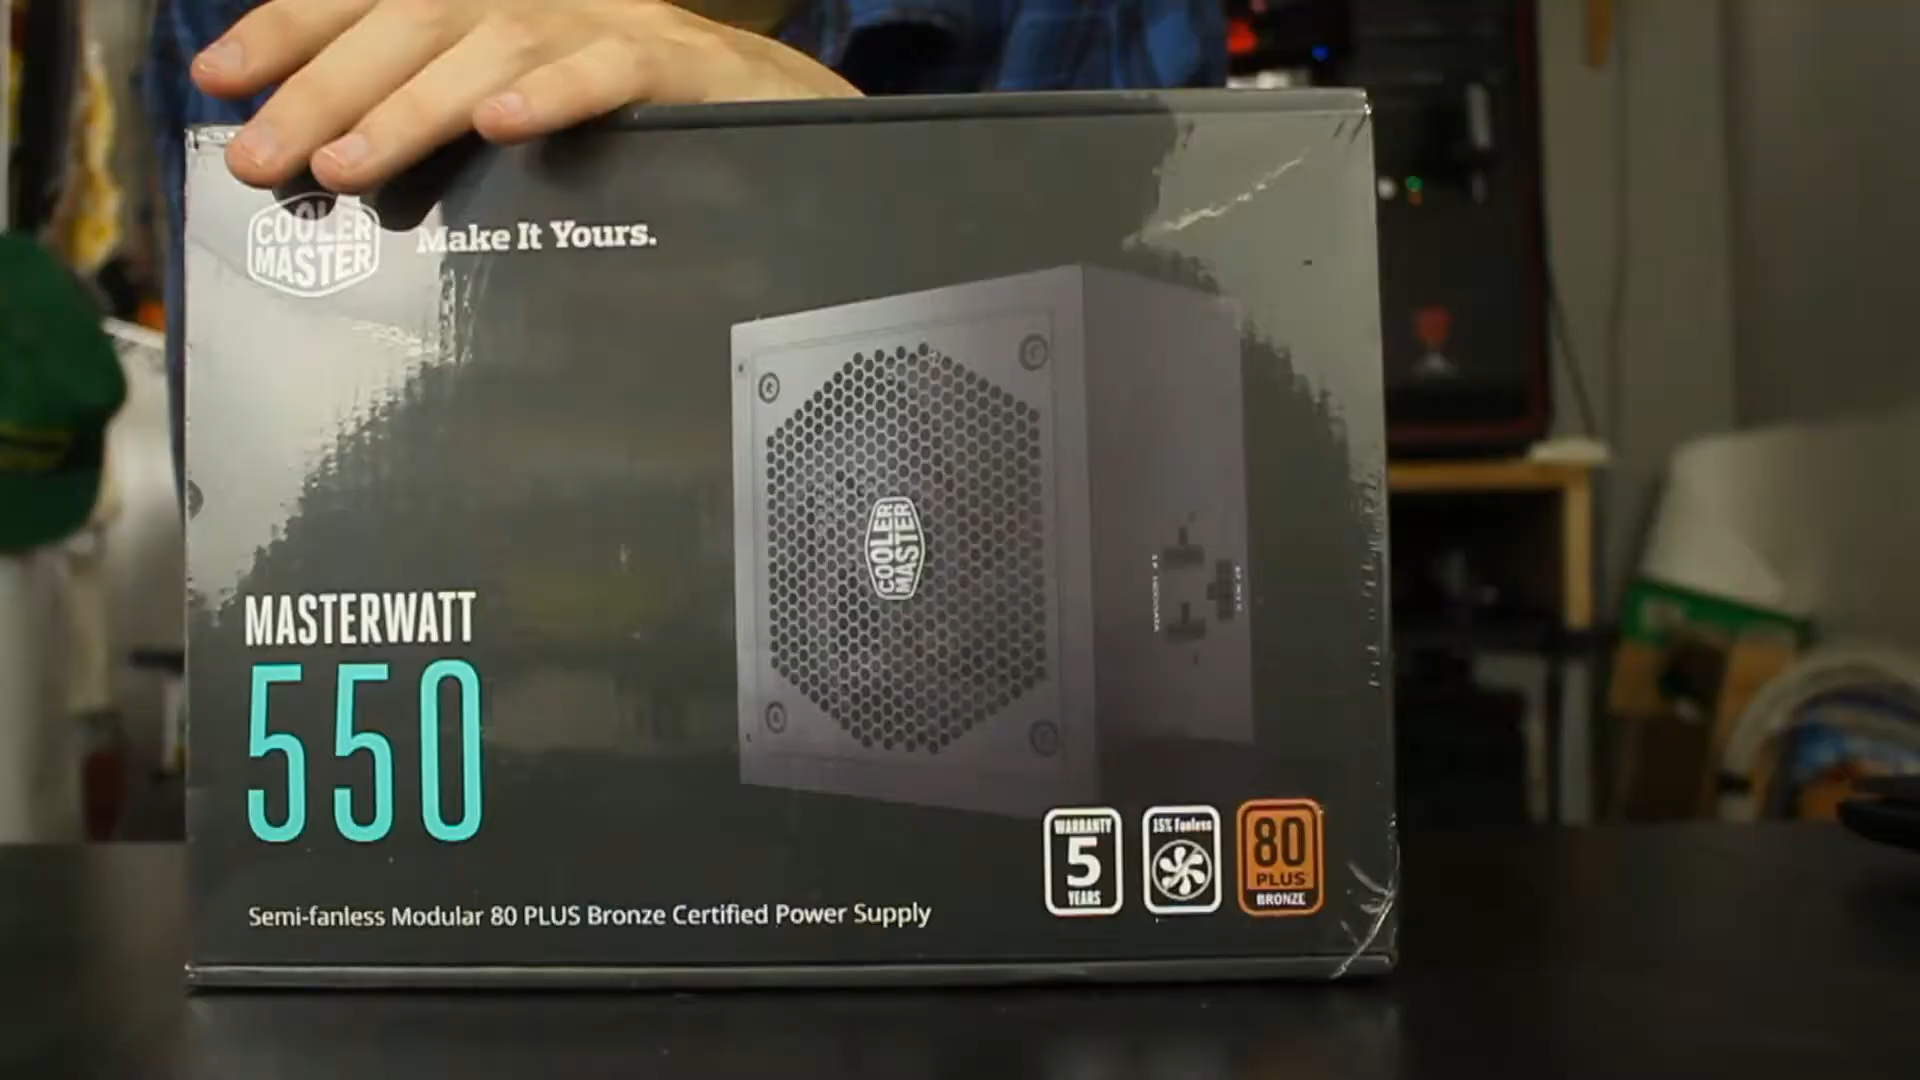 COOLER
MASTER
Make It Yours.
COOLER
MASTER
MASTERWATT
550
WARRANTY
5
YEARS
15% Fanless
80
PLUS
BRONZE
Semi-fanless Modular 80 PLUS Bronze Certified Power Supply